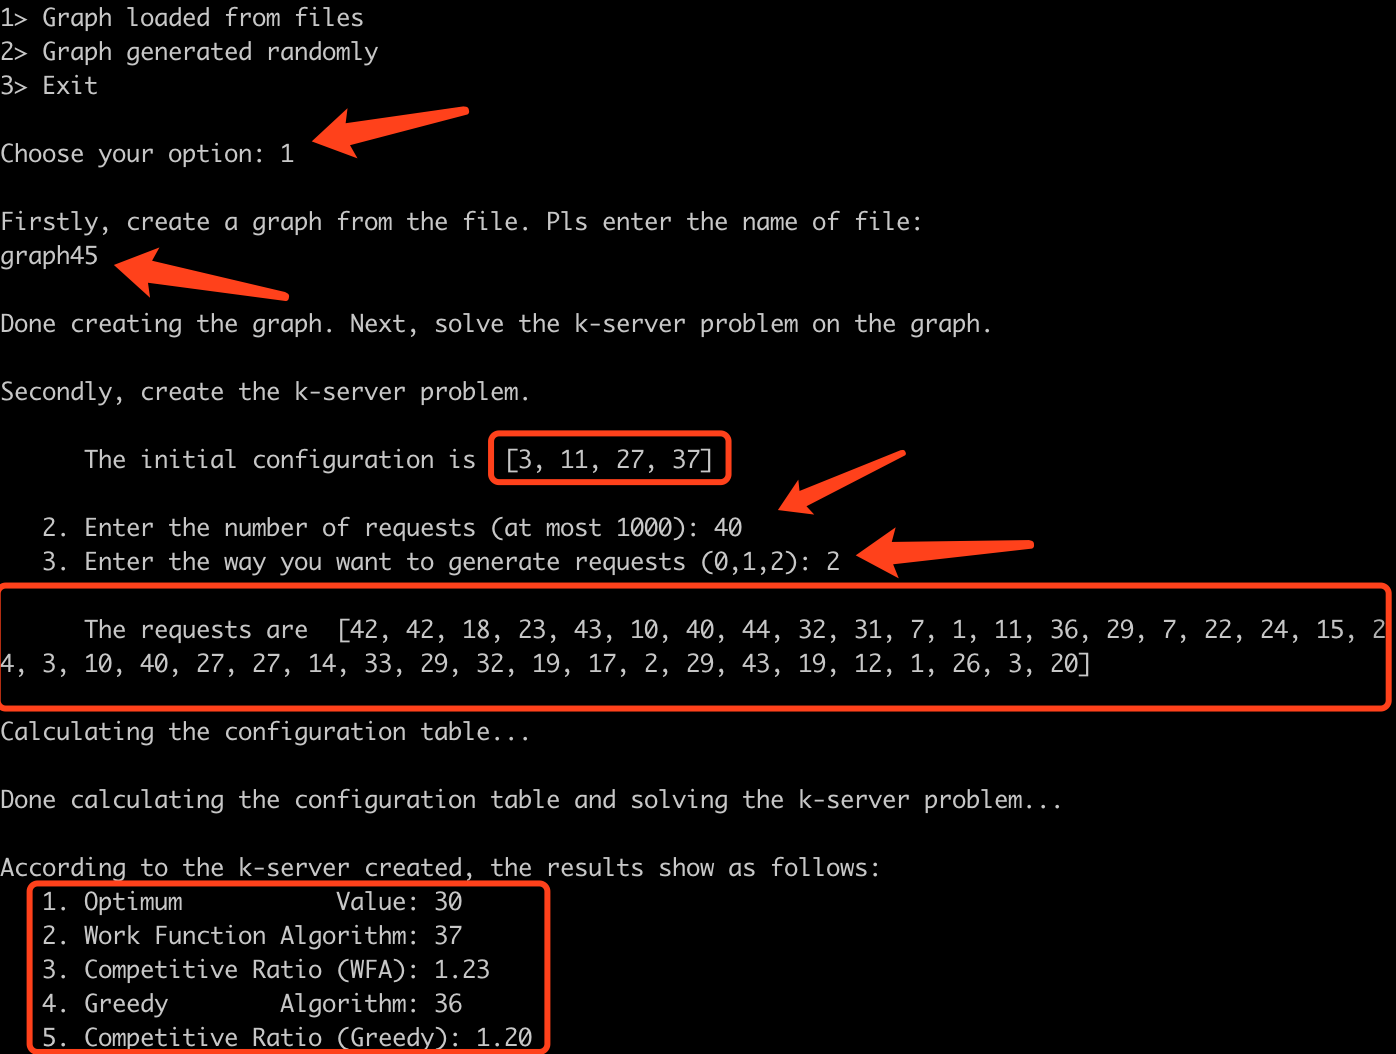 1> Graph loaded from files
2> Graph generated randomly
3> Exit
Choose your option: 1
Firstly, create a graph from the file. Pls enter the name of file:
graph45
Done creating the graph. Next, solve the k-server problem on the graph.
Secondly, create the k-server problem.
The initial configuration is [3, 11, 27, 37]
2. Enter the number of requests (at most 1000): 40
3. Enter the way you want to generate requests (0,1,2): 2
The requests are [42, 42, 18, 23, 43, 10, 40, 44, 32, 31, 7, 1, 11, 36, 29, 7, 22, 24, 15, 2
4, 3, 10, 40, 27, 27, 14, 33, 29, 32, 19, 17, 2, 29, 43, 19, 12, 1, 26, 3, 20]
Calculating the configuration table...
Done calculating the configuration table and solving the k-server problem...
According to the k-server created, the results show as follows:
1. Optimum Value: 30
2. Work Function Algorithm: 37
3. Competitive Ratio (WFA): 1.23
4. Greedy Algorithm: 36
5. Competitive Ratio (Greedy): 1.20